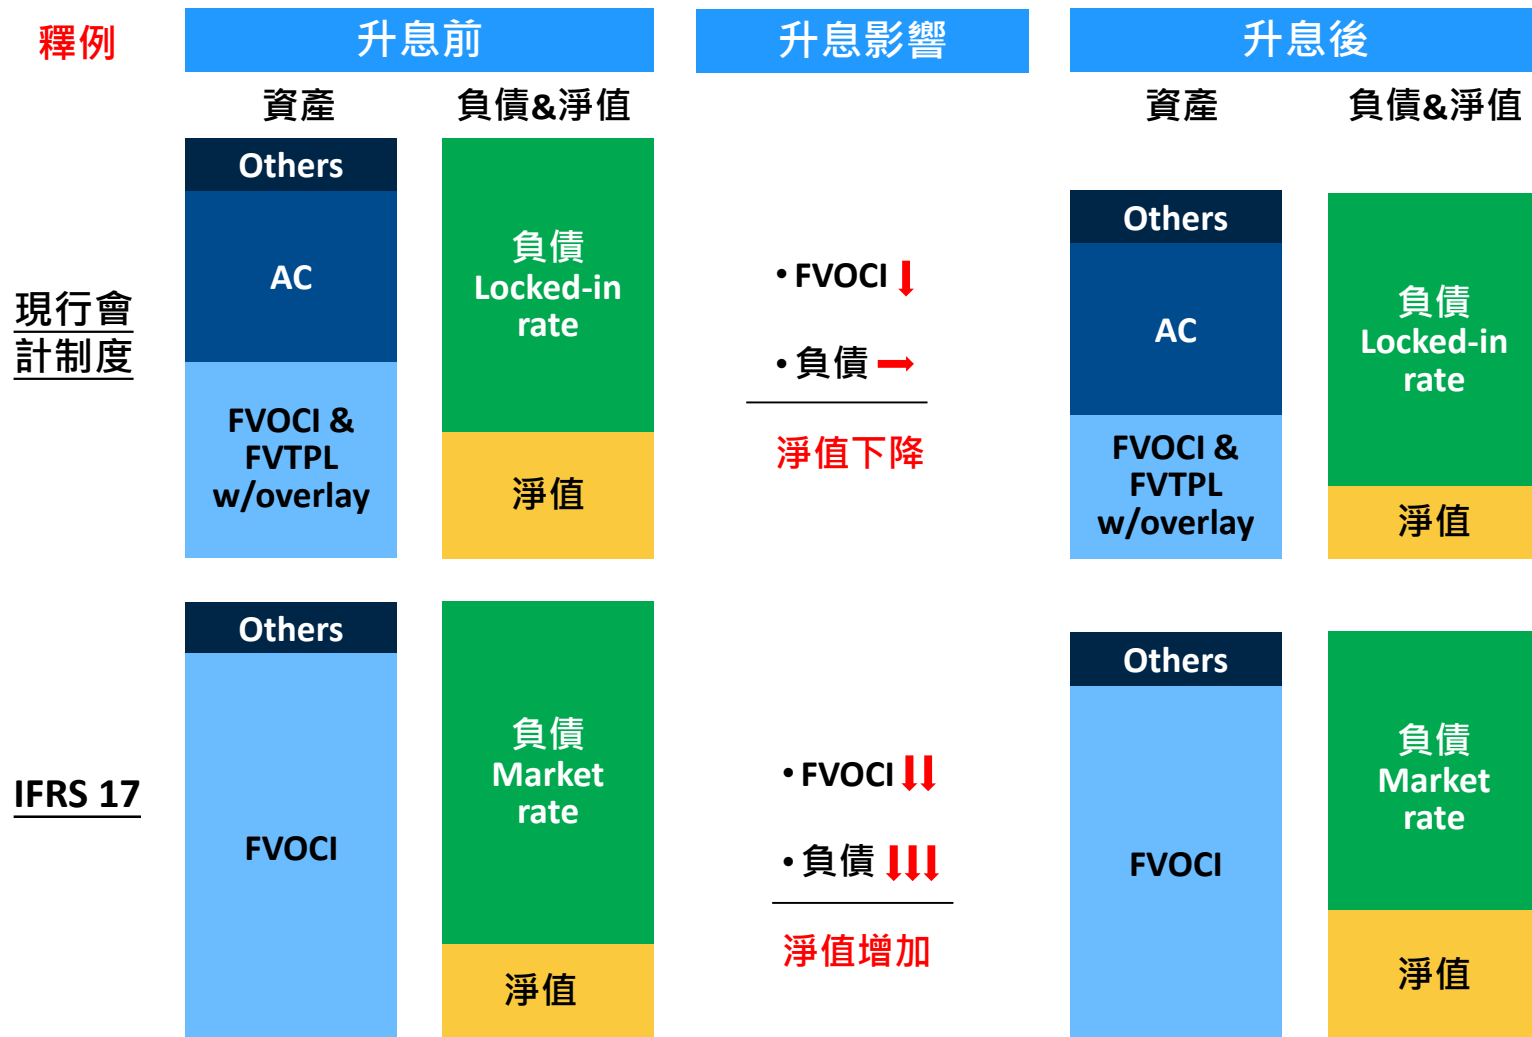 釋例
升息前
升息影響
升息後
資產
負債&淨值
資產
負債&淨值
現行會
計制度
Others
AC
FVOCI &
FVTPL
w/overlay
負債
Locked-in
rate
淨值
• FVOCI ⬇
• 負債 ➡
淨值下降
Others
AC
FVOCI &
FVTPL
w/overlay
負債
Locked-in
rate
淨值
IFRS 17
Others
FVOCI
負債
Market
rate
淨值
• FVOCI ⬇⬇
• 負債 ⬇⬇⬇
淨值增加
Others
FVOCI
負債
Market
rate
淨值